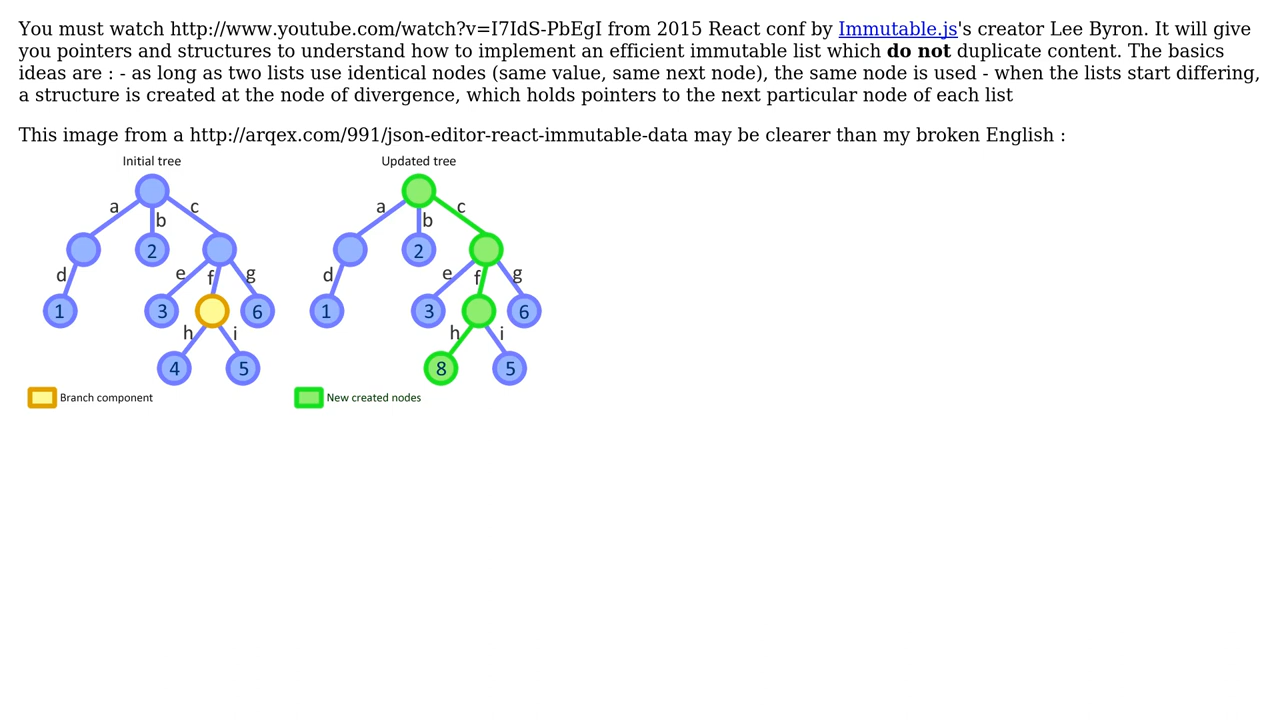 You must watch http://www.youtube.com/watch?v=I7IdS-PbEgI from 2015 React conf by Immutable.js's creator Lee Byron. It will give
you pointers and structures to understand how to implement an efficient immutable list which do not duplicate content. The basics
ideas are : - as long as two lists use identical nodes (same value, same next node), the same node is used - when the lists start differing,
a structure is created at the node of divergence, which holds pointers to the next particular node of each list
This image from a http://arqex.com/991/json-editor-react-immutable-data may be clearer than my broken English :
Initial tree
a
b
c
2
d
e
f
g
1
3
6
h
i
4
5
Branch component
Updated tree
a
b
c
2
d
e
f
g
1
3
6
h
i
8
5
New created nodes